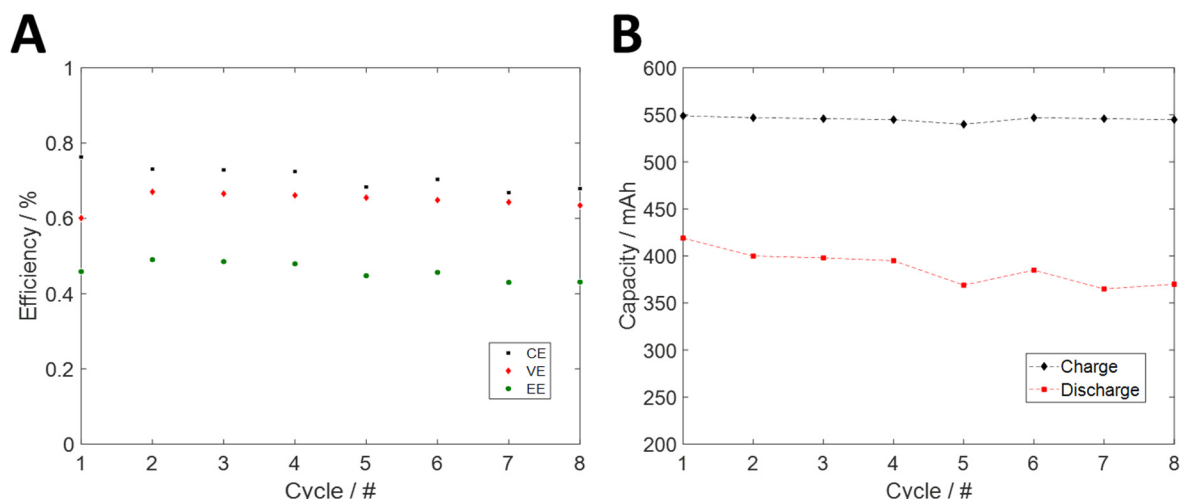 A
1
0.8
0.6
0.4
0.2
0
Efficiency / %
CE
VE
EE
1 2 3 4 5 6 7 8
Cycle / #
B
600
550
500
450
400
350
300
250
200
Capacity / mAh
Charge
Discharge
1 2 3 4 5 6 7 8
Cycle / #